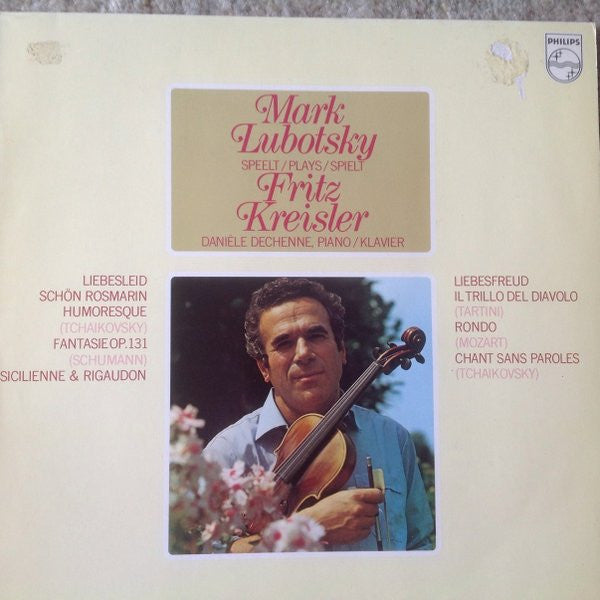 PHILIPS
Mark
Lubotsky
SPEELT/PLAYS/SPIELT
Fritz
Kreisler
DANIÈLE DECHENNE, PIANO/KLAVIER
LIEBESLEID
SCHÖN ROSMARIN
HUMORESQUE
(TCHAIKOVSKY)
FANTASIE OP.131
(SCHUMANN)
SICILIENNE & RIGAUDON
LIEBESFREUD
IL TRILLO DEL DIAVOLO
(TARTINI)
RONDO
(MOZART)
CHANT SANS PAROLES
(TCHAIKOVSKY)